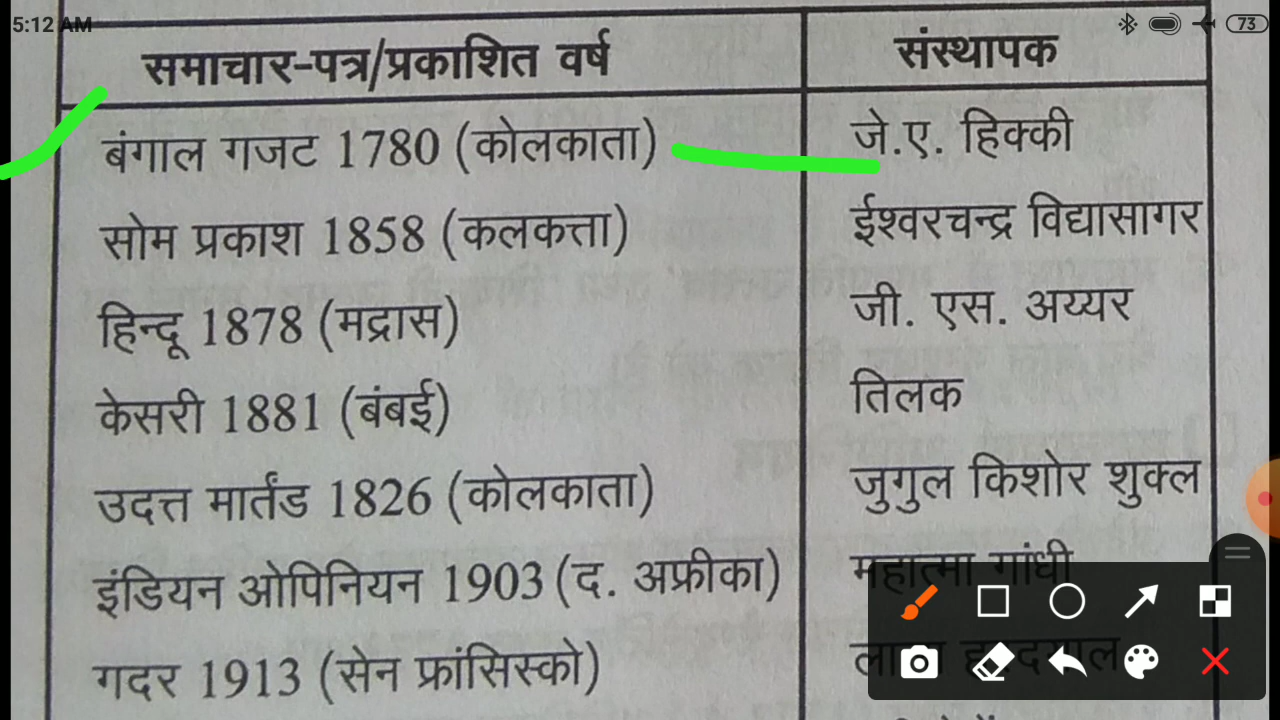 5:12 AM
73
समाचार-पत्र/प्रकाशित वर्ष संस्थापक
बंगाल गजट 1780 (कोलकाता) जे.ए. हिक्की
सोम प्रकाश 1858 (कलकत्ता) ईश्वरचन्द्र विद्यासागर
हिन्दू 1878 (मद्रास) जी. एस. अय्यर
केसरी 1881 (बंबई) तिलक
उदत्त मार्तंड 1826 (कोलकाता) जुगुल किशोर शुक्ल
इंडियन ओपिनियन 1903 (द. अफ्रीका) महात्मा गांधी
गदर 1913 (सेन फ्रांसिस्को)